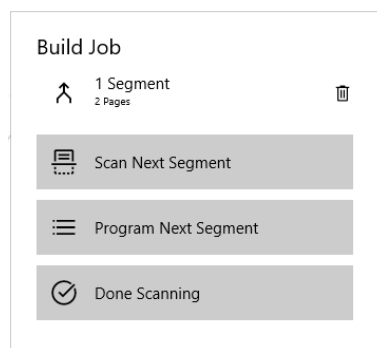 Build Job
1 Segment
2 Pages
Scan Next Segment
Program Next Segment
Done Scanning